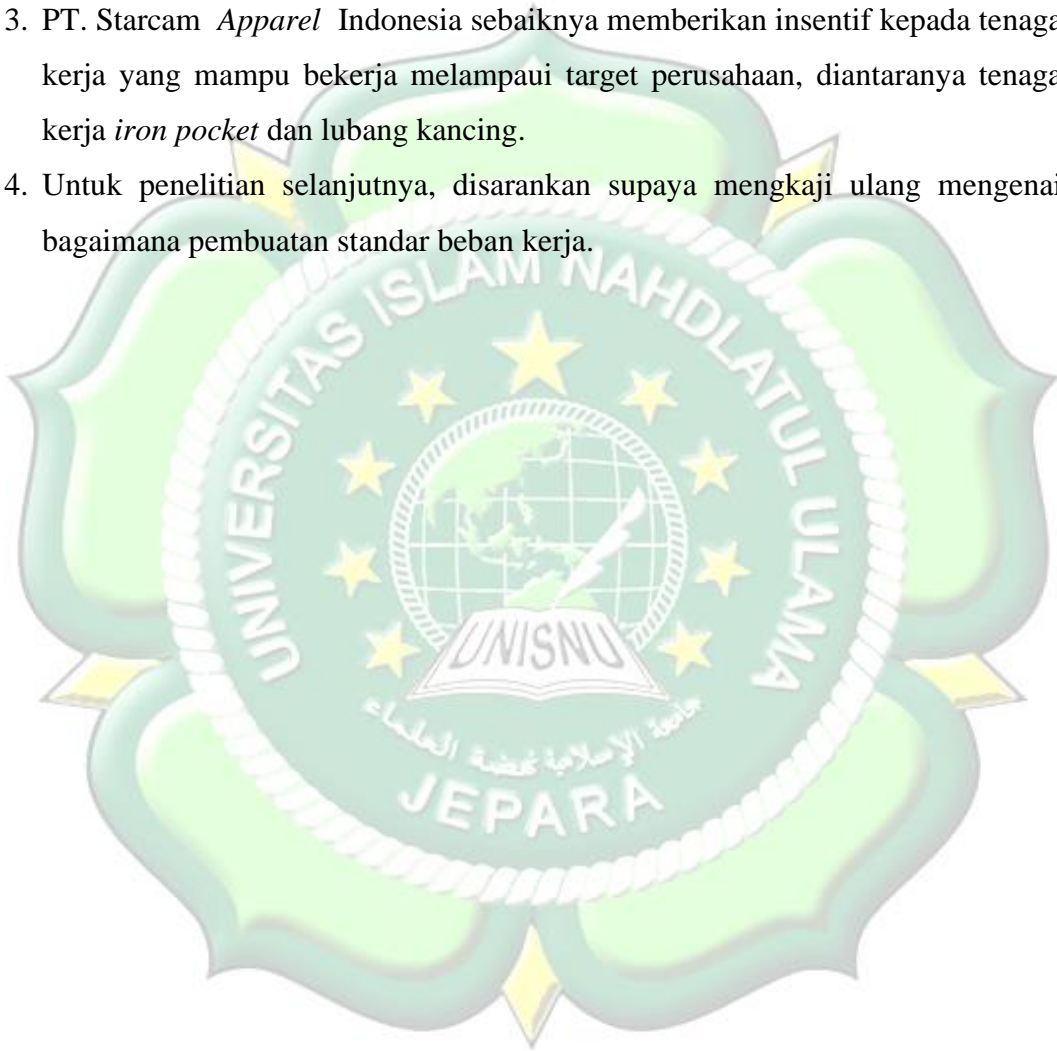 3. PT. Starcam Apparel Indonesia sebaiknya memberikan insentif kepada tenaga
kerja yang mampu bekerja melampaui target perusahaan, diantaranya tenaga
kerja iron pocket dan lubang kancing.
4. Untuk penelitian selanjutnya, disarankan supaya mengkaji ulang mengenai
bagaimana pembuatan standar beban kerja.
UNIVERSITAS ISLAM NAHDLATUL ULAMA
UNISNU
JEPARA